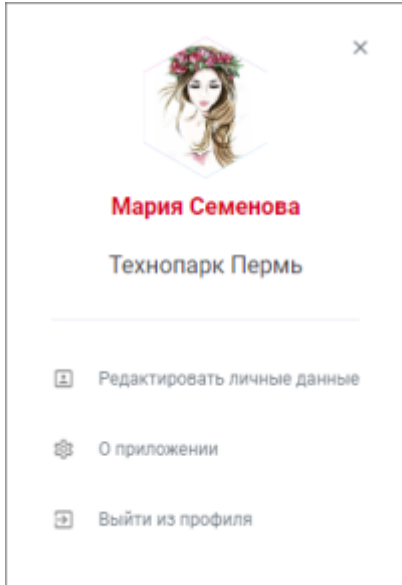 Мария Семенова
Технопарк Пермь
Редактировать личные данные
О приложении
Выйти из профиля